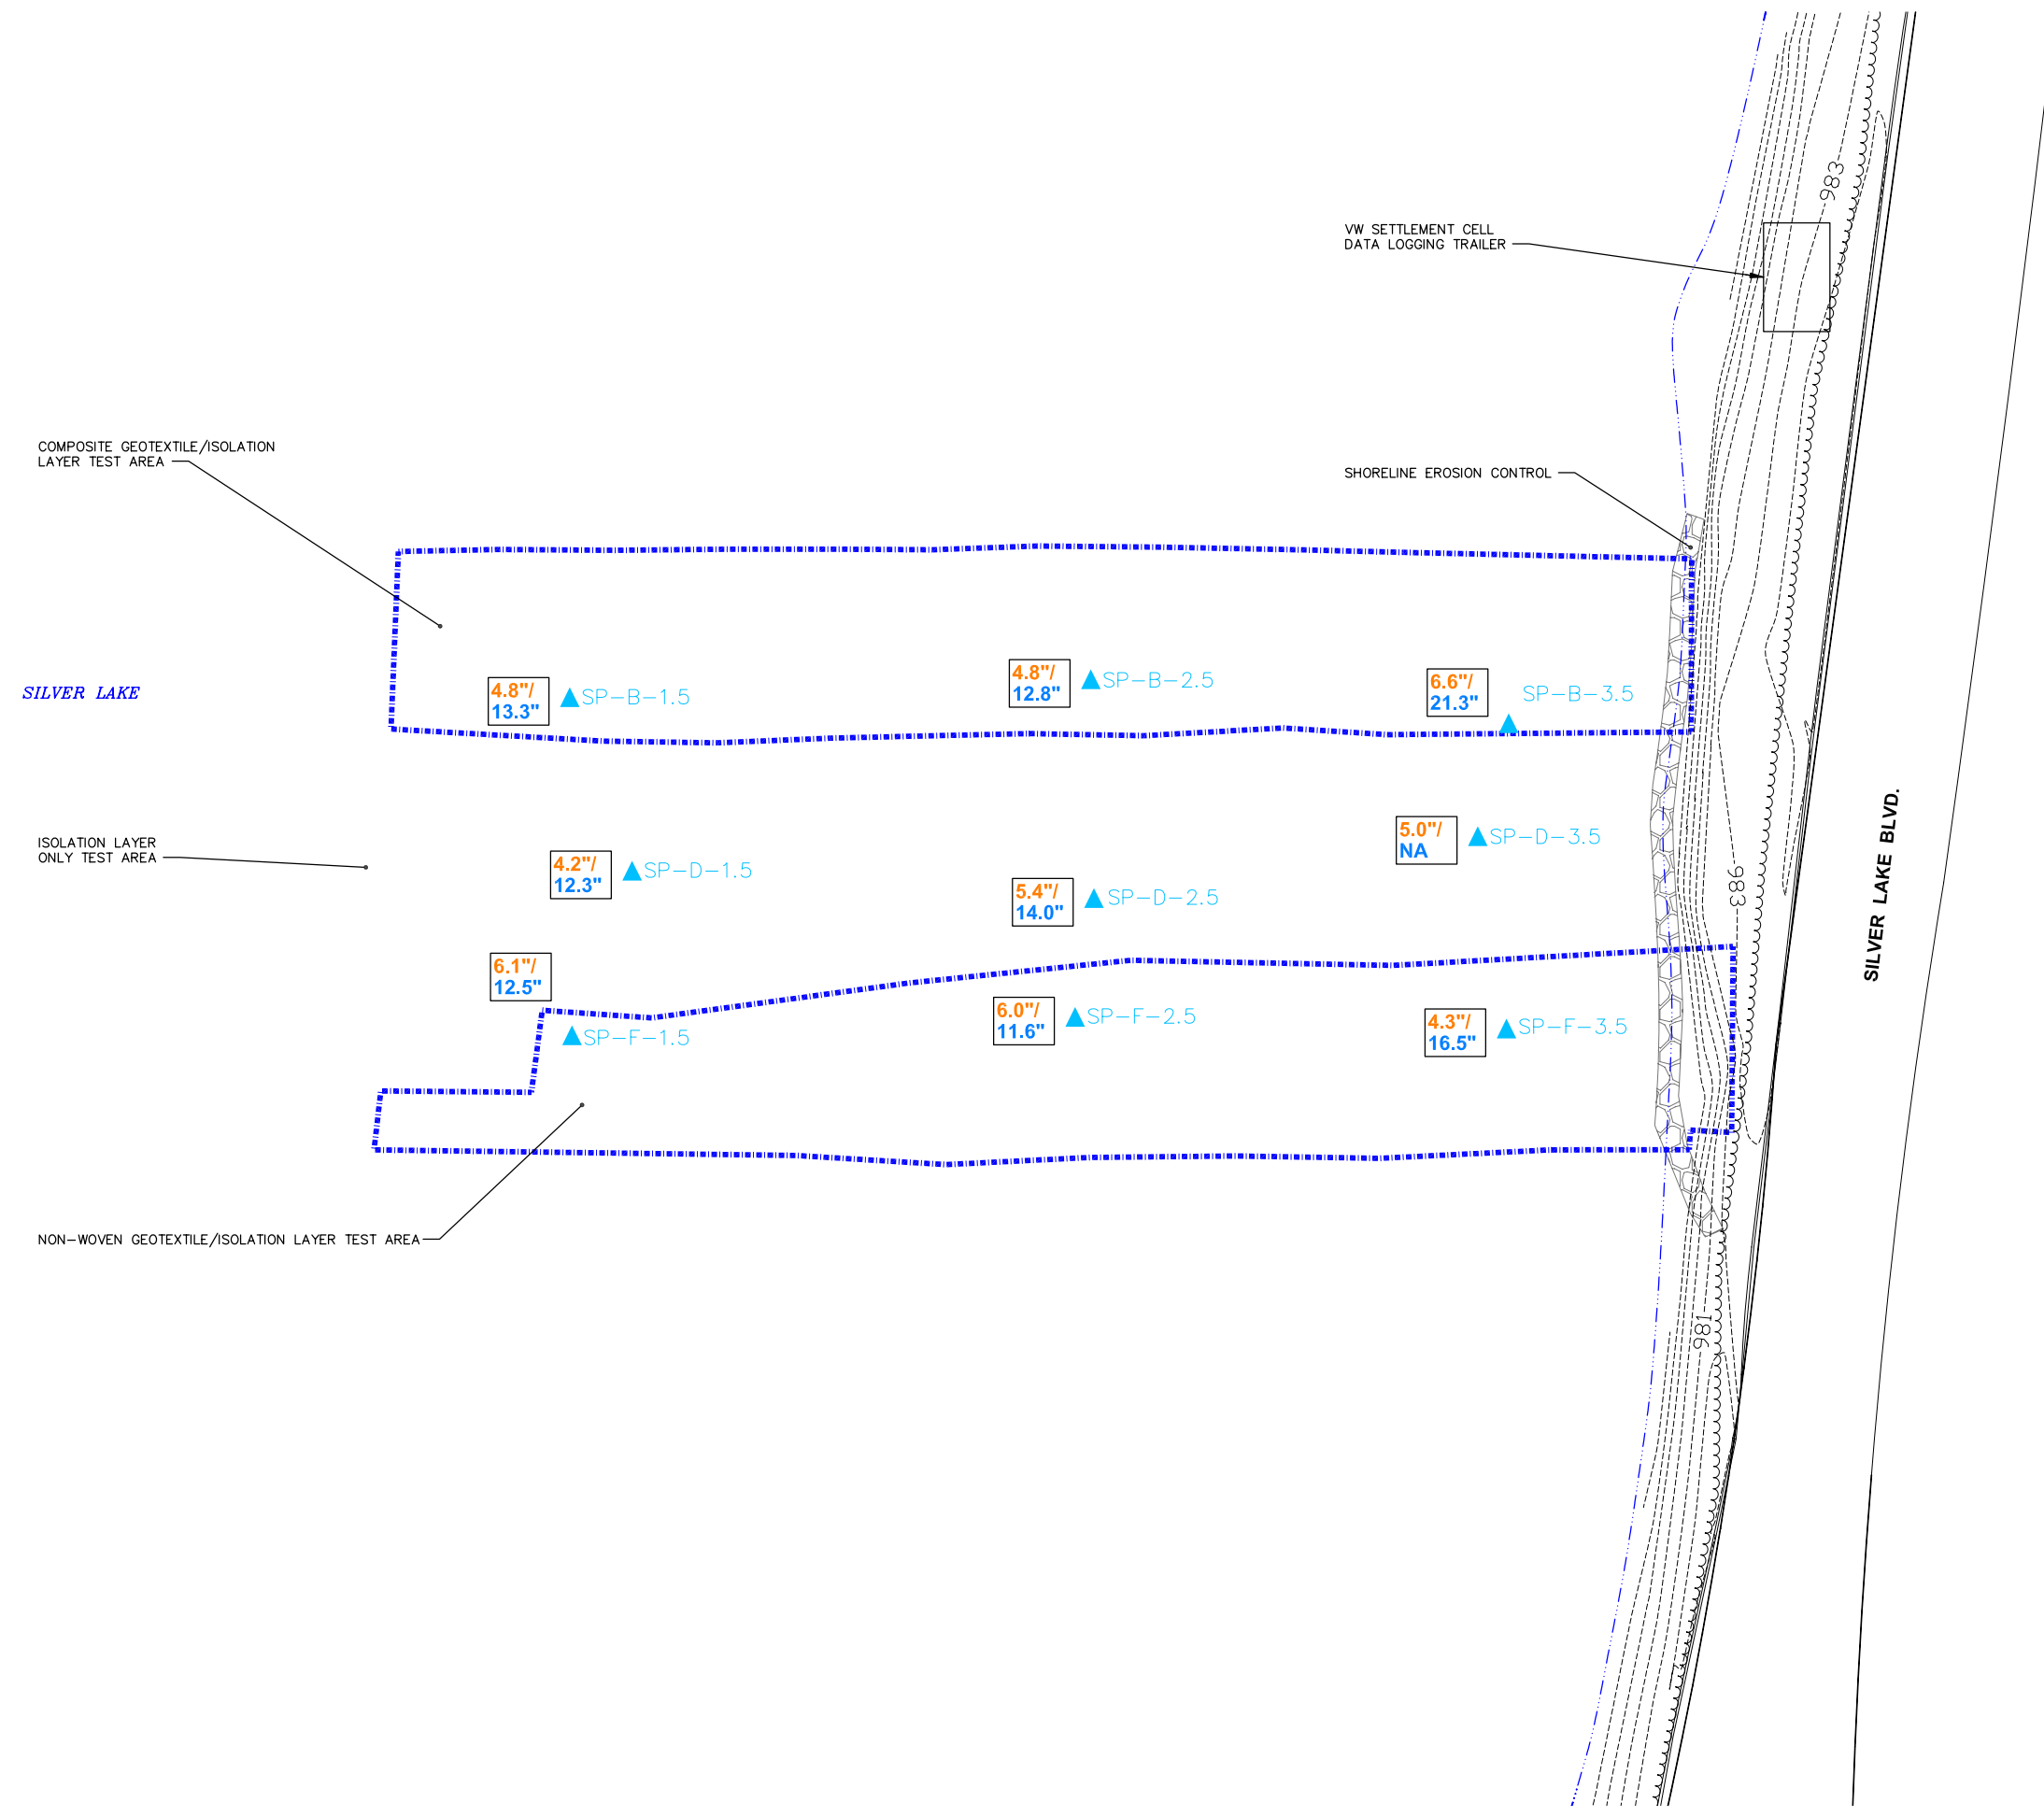 983
VW SETTLEMENT CELL
DATA LOGGING TRAILER
COMPOSITE GEOTEXTILE/ISOLATION
LAYER TEST AREA
SHORELINE EROSION CONTROL
SILVER LAKE
4.8"/
13.3"
SP-B-1.5
4.8"/
12.8"
SP-B-2.5
6.6"/
21.3"
SP-B-3.5
ISOLATION LAYER
ONLY TEST AREA
4.2"/
12.3"
SP-D-1.5
5.4"/
14.0"
SP-D-2.5
5.0"/
NA
SP-D-3.5
983
SILVER LAKE BLVD.
6.1"/
12.5"
SP-F-1.5
6.0"/
11.6"
SP-F-2.5
4.3"/
16.5"
SP-F-3.5
NON-WOVEN GEOTEXTILE/ISOLATION LAYER TEST AREA
981